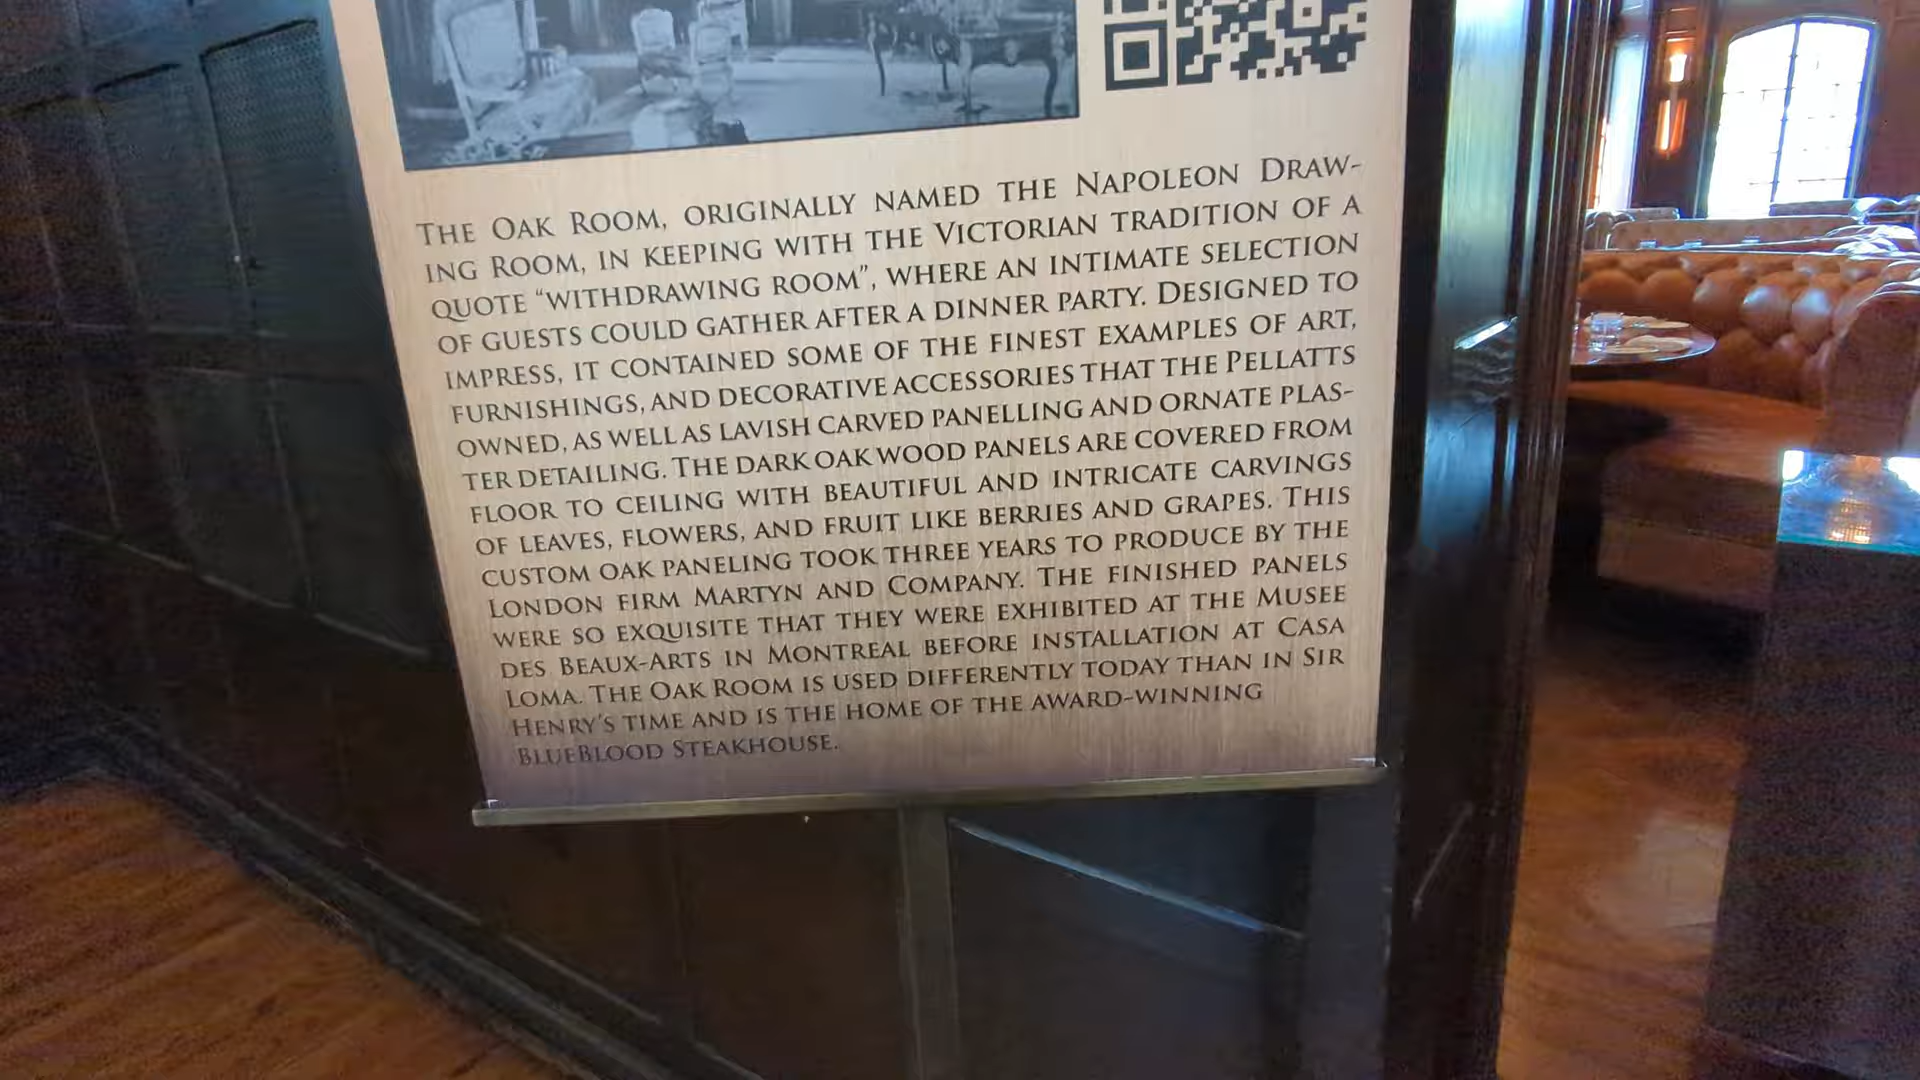 The Oak Room, originally named the Napoleon Draw-
ing Room, in keeping with the Victorian tradition of a
quote "withdrawing room", where an intimate selection
of guests could gather after a dinner party. Designed to
impress, it contained some of the finest examples of art,
furnishings, and decorative accessories that the Pellatts
owned, as well as lavish carved panelling and ornate plas-
ter detailing. The dark oak wood panels are covered from
floor to ceiling with beautiful and intricate carvings
of leaves, flowers, and fruit like berries and grapes. This
custom oak paneling took three years to produce by the
London firm Martyn and Company. The finished panels
were so exquisite that they were exhibited at the Musee
des Beaux-Arts in Montreal before installation at Casa
Loma. The Oak Room is used differently today than in Sir
Henry's time and is the home of the award-winning
BlueBlood Steakhouse.